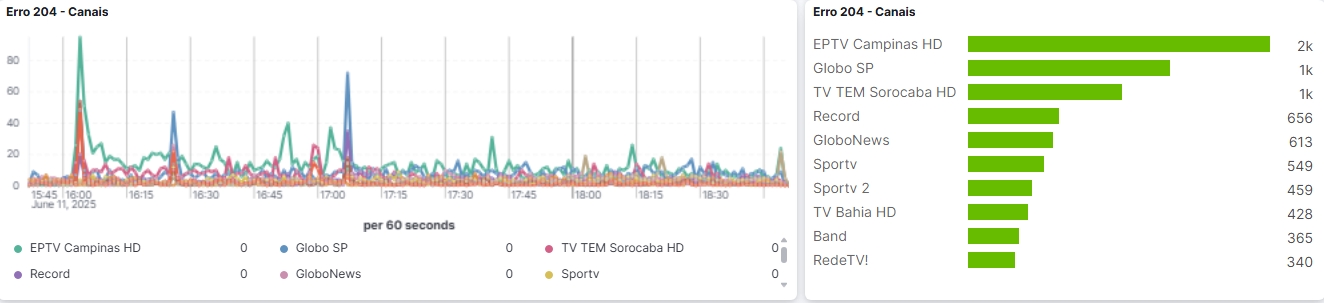 Erro 204 - Canais
80
60
40
20
0
15:45 16:00 16:15 16:30 16:45 17:00 17:15 17:30 17:45 18:00 18:15 18:30
June 11, 2025
per 60 seconds
EPTV Campinas HD 0 Globo SP 0 TV TEM Sorocaba HD 0
Record 0 GloboNews 0 Sportv 0
Erro 204 - Canais
EPTV Campinas HD 2k
Globo SP 1k
TV TEM Sorocaba HD 1k
Record 656
GloboNews 613
Sportv 549
Sportv 2 459
TV Bahia HD 428
Band 365
RedeTV! 340